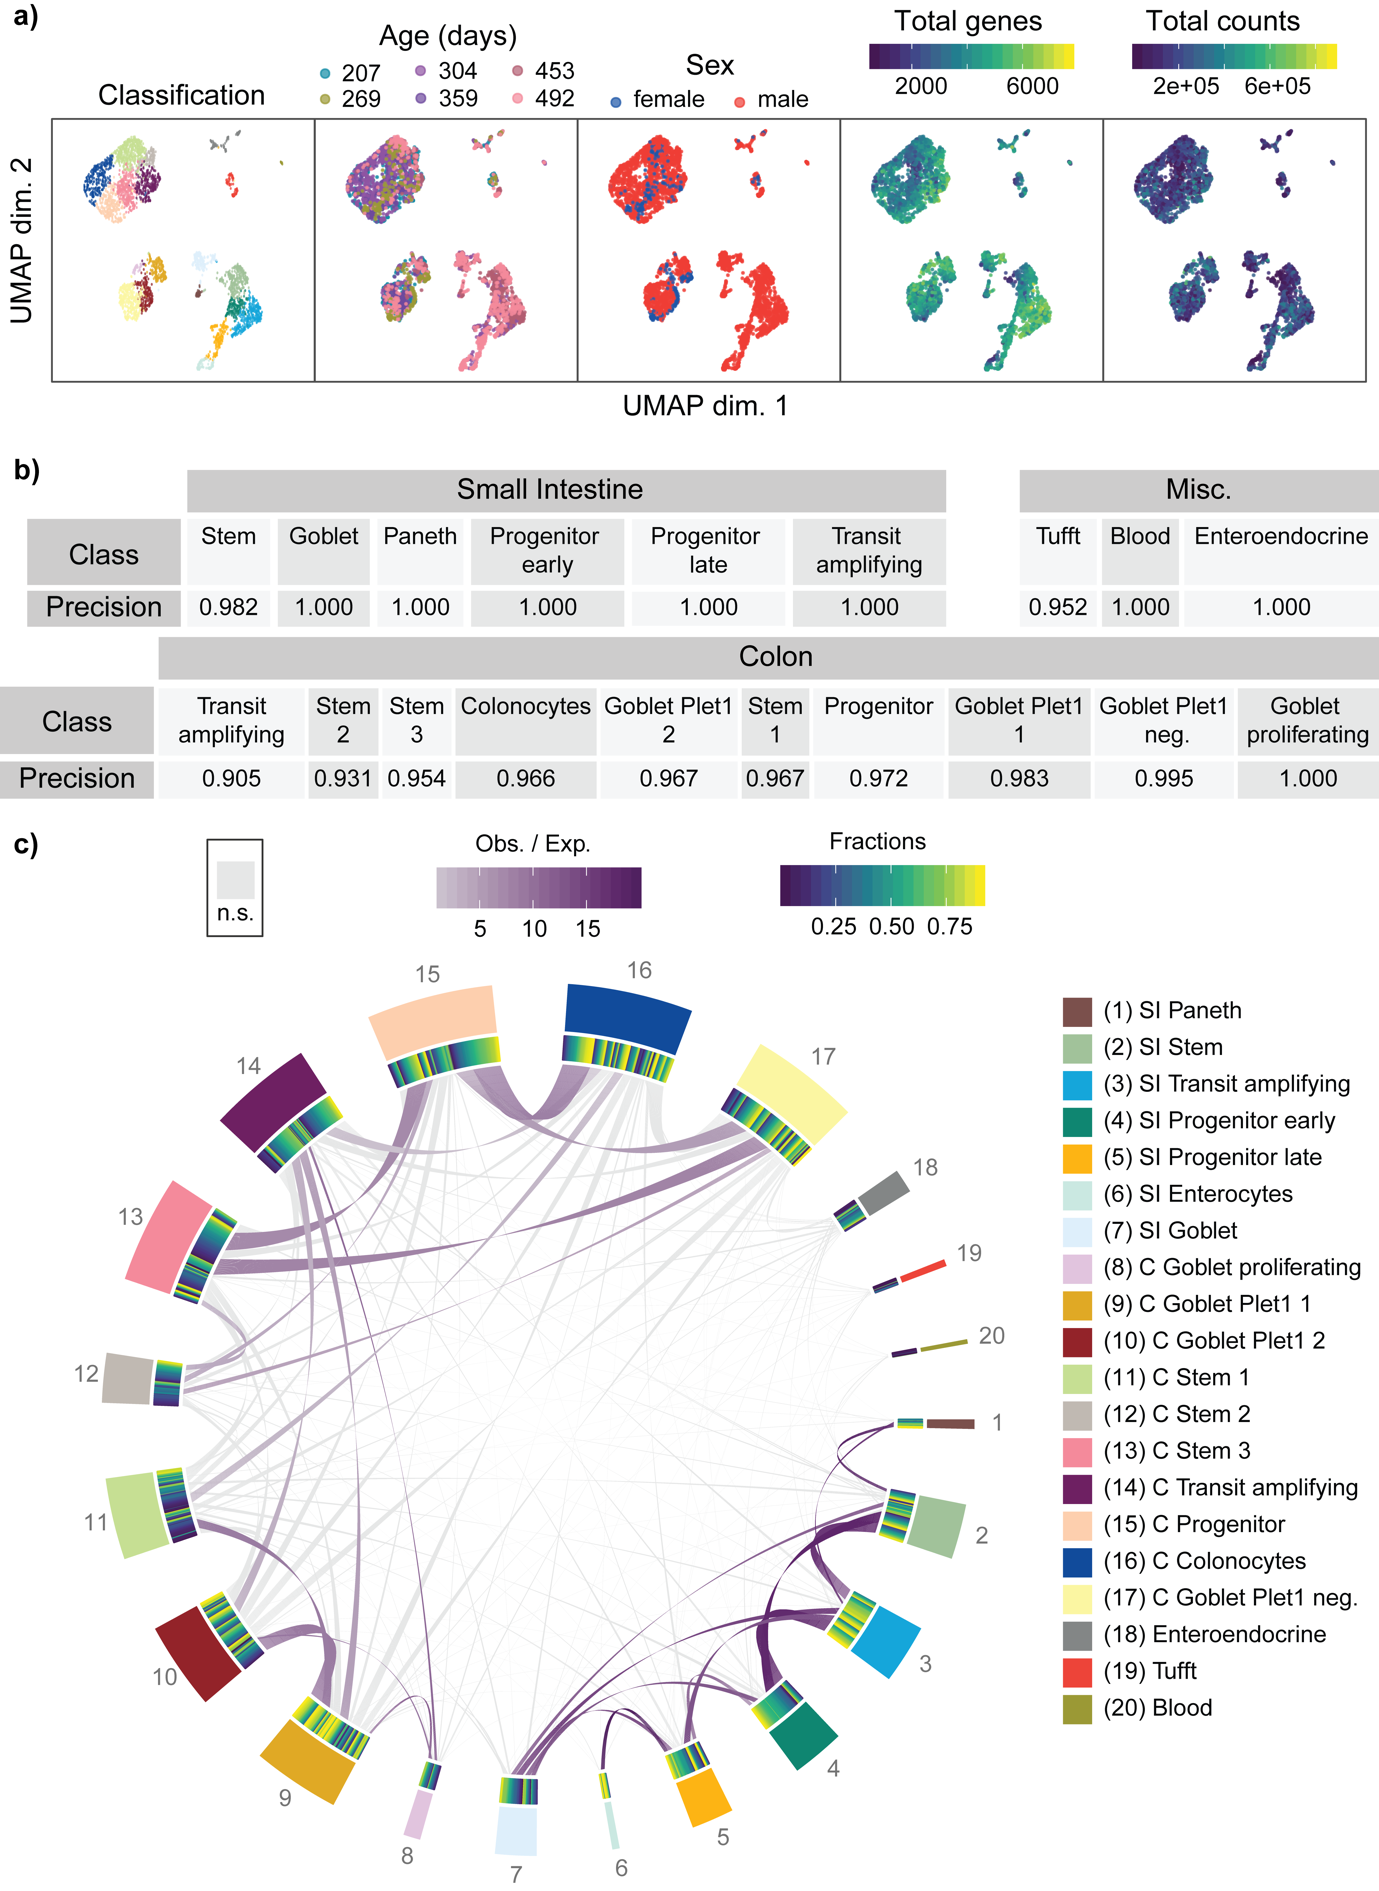 a)
Classification
Age (days)
207 304 453
269 359 492
Sex
female male
Total genes
2000 6000
Total counts
2e+05 6e+05
UMAP dim. 2
UMAP dim. 1
b)
Small Intestine
Misc.
Class
Stem
Goblet
Paneth
Progenitor
early
Progenitor
late
Transit
amplifying
Tufft
Blood
Enteroendocrine
Precision 0.982 1.000 1.000 1.000 1.000 1.000 0.952 1.000 1.000
Colon
Class
Transit
amplifying
Stem
2
Stem
3
Colonocytes
Goblet Plet1
2
Stem
1
Progenitor
Goblet Plet1
1
Goblet Plet1
neg.
Goblet
proliferating
Precision 0.905 0.931 0.954 0.966 0.967 0.967 0.972 0.983 0.995 1.000
c)
n.s.
Obs. / Exp.
5 10 15
Fractions
0.25 0.50 0.75
15
16
14
17
13
18
19
12
20
1
11
2
10
3
9
4
8
7
6
5
(1) SI Paneth
(2) SI Stem
(3) SI Transit amplifying
(4) SI Progenitor early
(5) SI Progenitor late
(6) SI Enterocytes
(7) SI Goblet
(8) C Goblet proliferating
(9) C Goblet Plet1 1
(10) C Goblet Plet1 2
(11) C Stem 1
(12) C Stem 2
(13) C Stem 3
(14) C Transit amplifying
(15) C Progenitor
(16) C Colonocytes
(17) C Goblet Plet1 neg.
(18) Enteroendocrine
(19) Tufft
(20) Blood